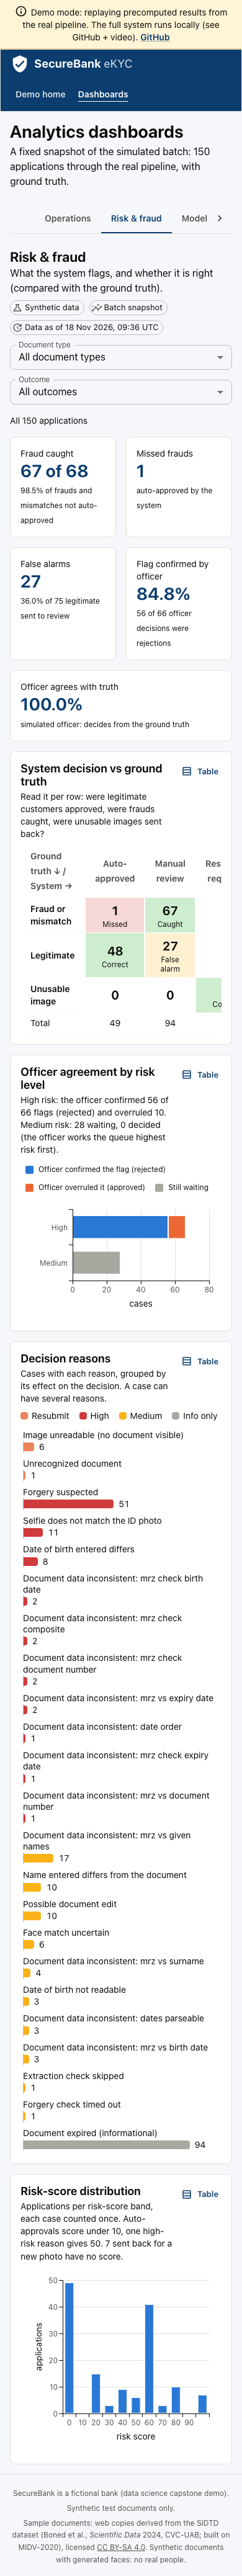 Demo mode: replaying precomputed results from
the real pipeline. The full system runs locally (see
GitHub + video). GitHub
SecureBank eKYC
Demo home Dashboards
Analytics dashboards
A fixed snapshot of the simulated batch: 150
applications through the real pipeline, with
ground truth.
Operations Risk & fraud Model
Risk & fraud
What the system flags, and whether it is right
(compared with the ground truth).
Synthetic data Batch snapshot
Data as of 18 Nov 2026, 09:36 UTC
Document type
All document types
Outcome
All outcomes
All 150 applications
Fraud caught
67 of 68
98.5% of frauds and
mismatches not auto-
approved
Missed frauds
1
auto-approved by the
system
False alarms
27
36.0% of 75 legitimate
sent to review
Flag confirmed by
officer
84.8%
56 of 66 officer
decisions were
rejections
Officer agrees with truth
100.0%
simulated officer: decides from the ground truth
System decision vs ground
truth
Table
Read it per row: were legitimate
customers approved, were frauds
caught, were unusable images sent
back?
Ground
truth ↓ /
System →
Auto-
approved
Manual
review
Res
req
Fraud or
mismatch
1
Missed
67
Caught
Legitimate
48
Correct
27
False
alarm
Unusable
image
0
0
Co
Total 49 94
Officer agreement by risk
level
Table
High risk: the officer confirmed 56 of
66 flags (rejected) and overruled 10.
Medium risk: 28 waiting, 0 decided
(the officer works the queue highest
risk first).
Officer confirmed the flag (rejected)
Officer overruled it (approved) Still waiting
High
Medium
0 20 40 60 80
cases
Decision reasons
Table
Cases with each reason, grouped by
its effect on the decision. A case can
have several reasons.
Resubmit High Medium Info only
Image unreadable (no document visible)
6
Unrecognized document
1
Forgery suspected
51
Selfie does not match the ID photo
11
Date of birth entered differs
8
Document data inconsistent: mrz check birth
date
2
Document data inconsistent: mrz check
composite
2
Document data inconsistent: mrz check
document number
2
Document data inconsistent: mrz vs expiry date
2
Document data inconsistent: date order
1
Document data inconsistent: mrz check expiry
date
1
Document data inconsistent: mrz vs document
number
1
Document data inconsistent: mrz vs given
names
17
Name entered differs from the document
10
Possible document edit
10
Face match uncertain
6
Document data inconsistent: mrz vs surname
4
Date of birth not readable
3
Document data inconsistent: dates parseable
3
Document data inconsistent: mrz vs birth date
3
Extraction check skipped
1
Forgery check timed out
1
Document expired (informational)
94
Risk-score distribution
Table
Applications per risk-score band,
each case counted once. Auto-
approvals score under 10, one high-
risk reason gives 50. 7 sent back for a
new photo have no score.
50
40
30
20
10
0
applications
0 10 20 30 40 50 60 70 80 90
risk score
SecureBank is a fictional bank (data science capstone demo).
Synthetic test documents only.
Sample documents: web copies derived from the SIDTD
dataset (Boned et al., Scientific Data 2024, CVC-UAB; built on
MIDV-2020), licensed CC BY-SA 4.0. Synthetic documents
with generated faces: no real people.